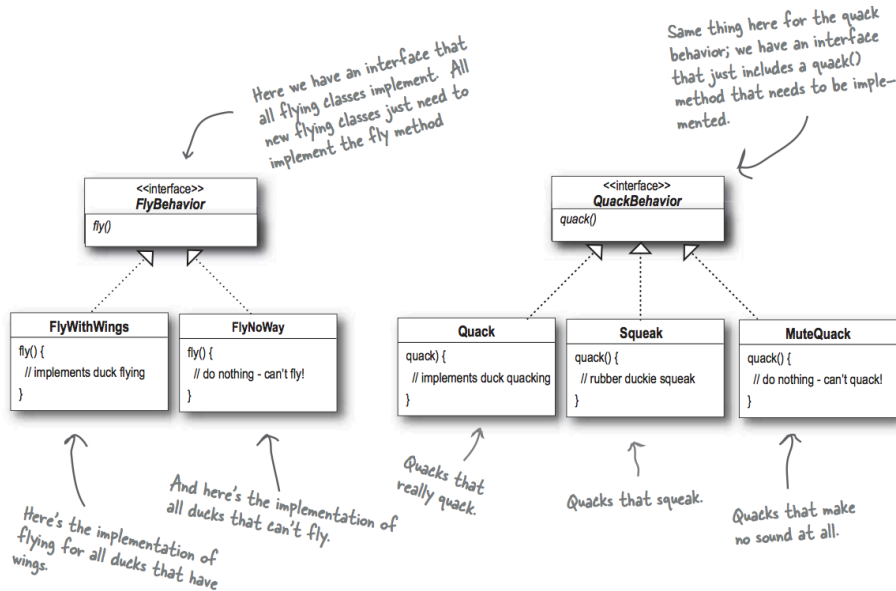 Here we have an interface that
all flying classes implement. All
new flying classes just need to
implement the fly method
Same thing here for the quack
behavior; we have an interface
that just includes a quack()
method that needs to be imple-
mented.
<<interface>>
FlyBehavior
fly()
<<interface>>
QuackBehavior
quack()
FlyWithWings
fly() {
// implements duck flying
}
FlyNoWay
fly() {
// do nothing - can't fly!
}
Quack
quack) {
// implements duck quacking
}
Squeak
quack() {
// rubber duckie squeak
}
MuteQuack
quack() {
// do nothing - can't quack!
}
Here's the implementation of
flying for all ducks that have
wings.
And here's the implementation of
all ducks that can't fly.
Quacks that
really quack.
Quacks that squeak.
Quacks that make
no sound at all.